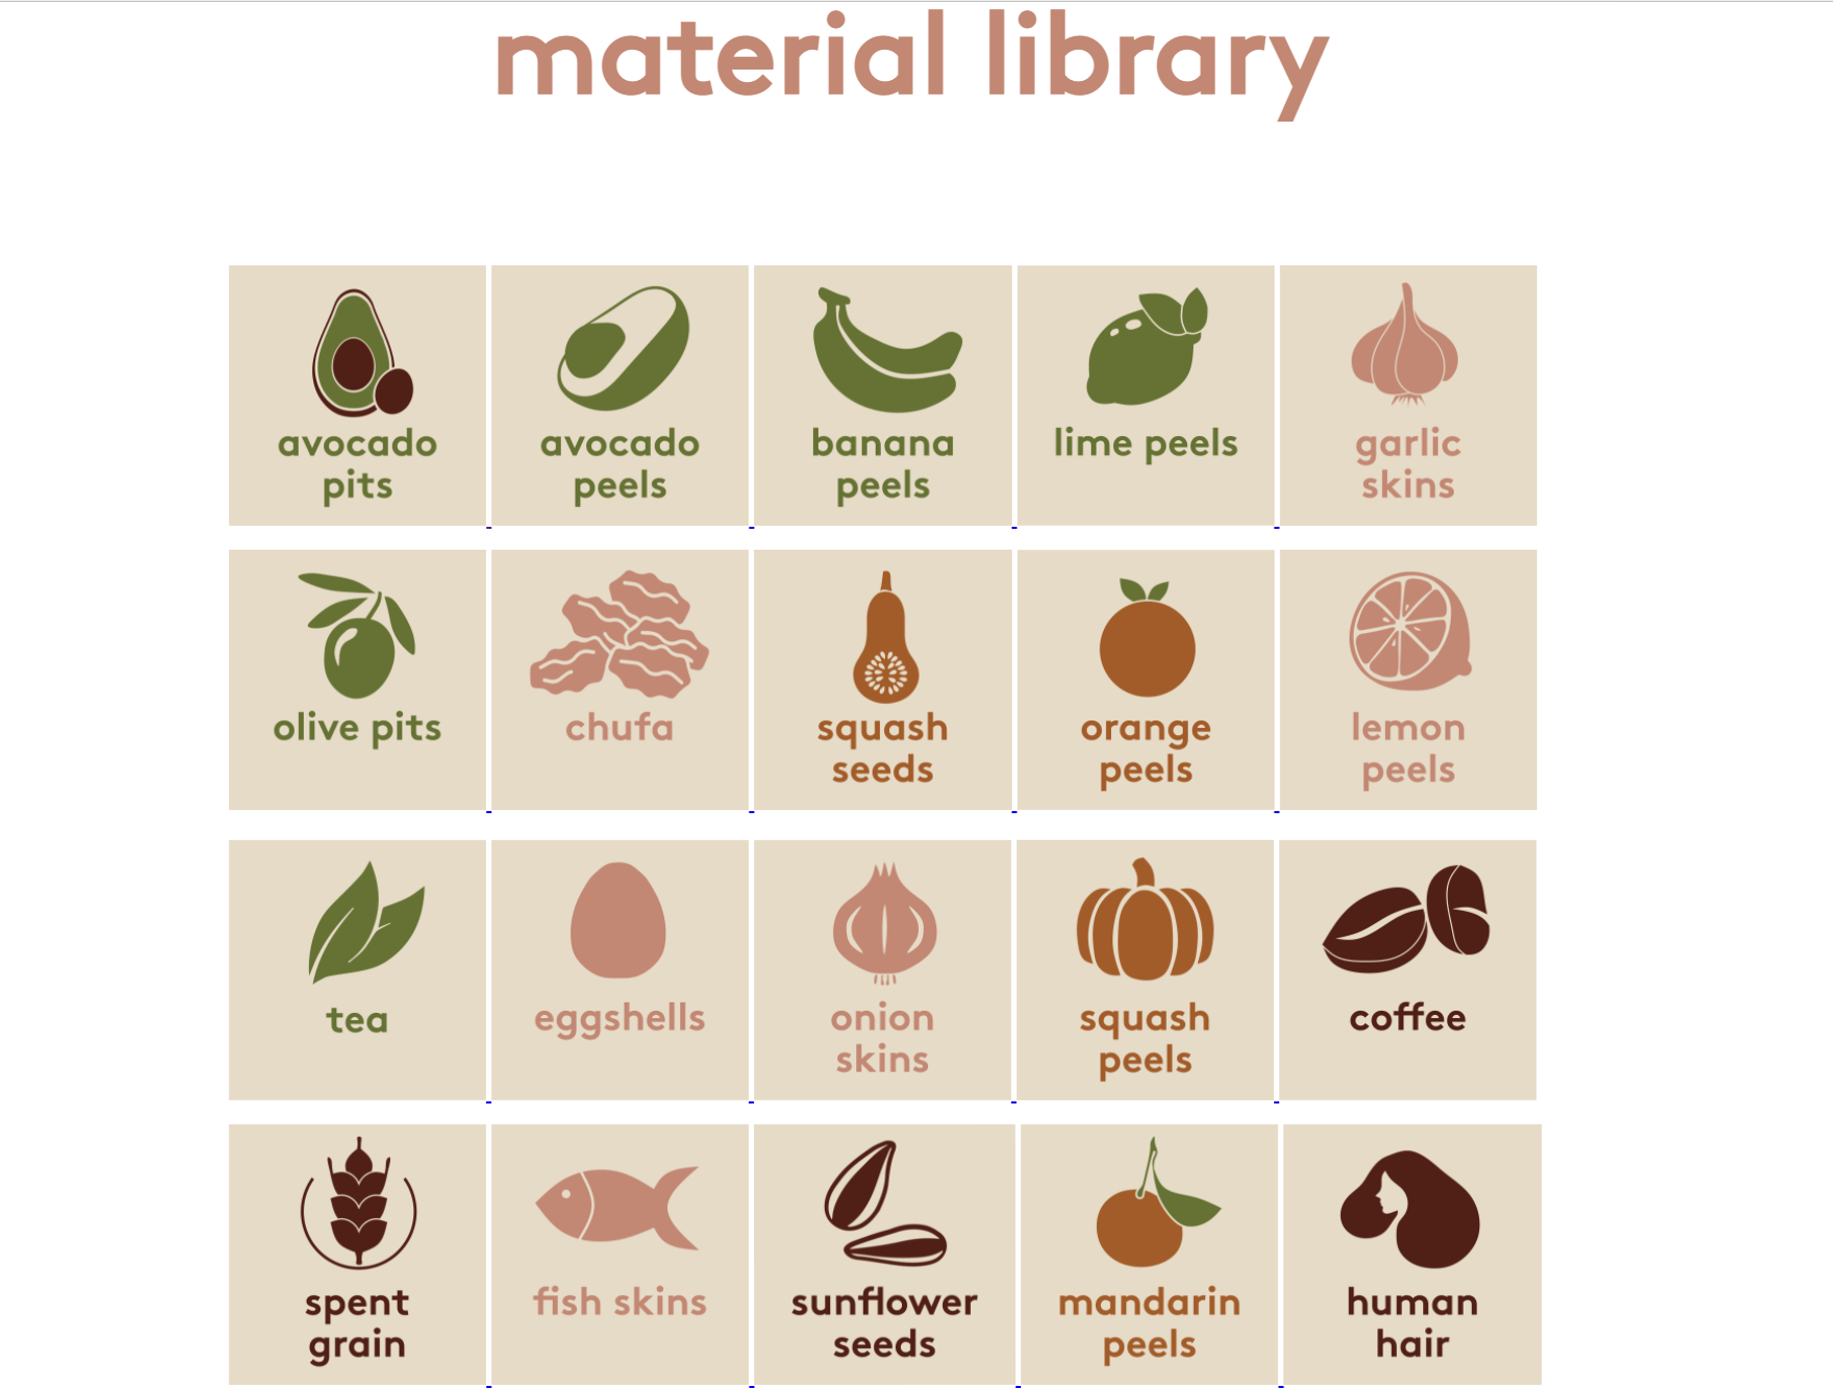 material library
avocado
pits
avocado
peels
banana
peels
lime peels
garlic
skins
olive pits
chufa
squash
seeds
orange
peels
lemon
peels
tea
eggshells
onion
skins
squash
peels
coffee
spent
grain
fish skins
sunflower
seeds
mandarin
peels
human
hair